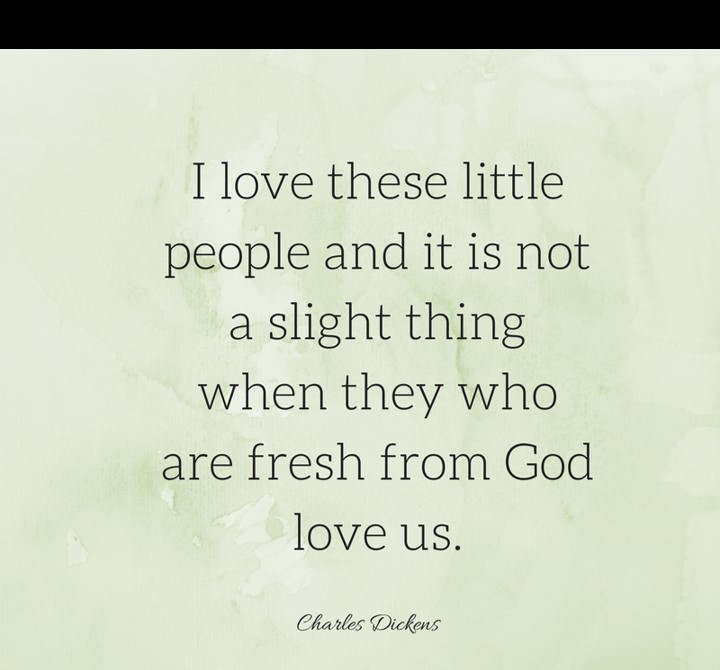 I love these little
people and it is not
a slight thing
when they who
are fresh from God
love us.
Charles Dickens